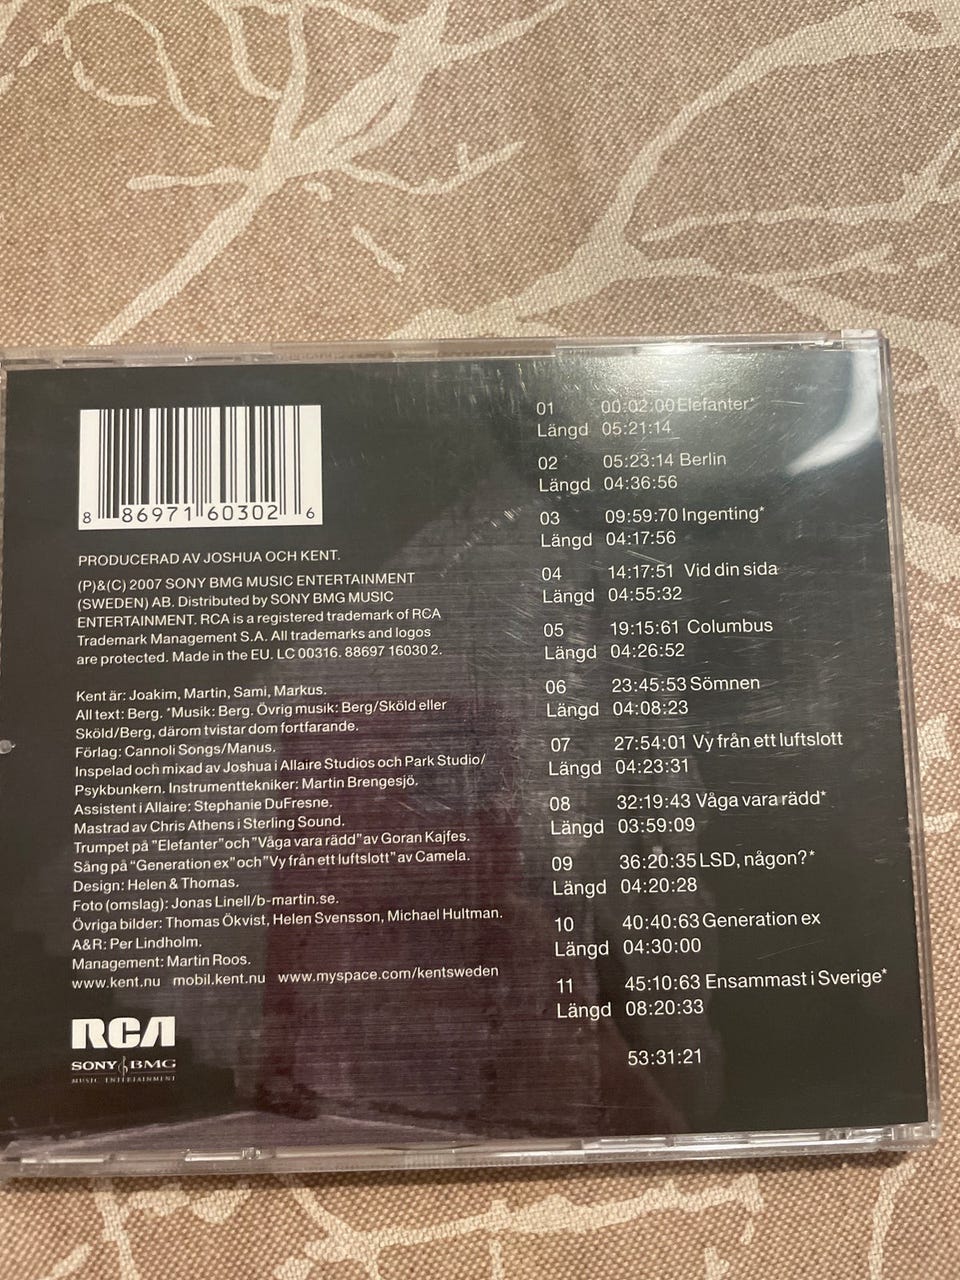 8 86971 60302 6
PRODUCERAD AV JOSHUA OCH KENT.
(P)&(C) 2007 SONY BMG MUSIC ENTERTAINMENT
(SWEDEN) AB. Distributed by SONY BMG MUSIC
ENTERTAINMENT. RCA is a registered trademark of RCA
Trademark Management S.A. All trademarks and logos
are protected. Made in the EU. LC 00316. 88697 16030 2.
Kent är: Joakim, Martin, Sami, Markus.
All text: Berg. *Musik: Berg. Övrig musik: Berg/Sköld eller
Sköld/Berg, därom tvistar dom fortfarande.
Förlag: Cannoli Songs/Manus.
Inspelad och mixad av Joshua i Allaire Studios och Park Studio/
Psykbunkern. Instrumenttekniker: Martin Brengesjö.
Assistent i Allaire: Stephanie DuFresne.
Mastrad av Chris Athens i Sterling Sound.
Trumpet på "Elefanter" och "Våga vara rädd" av Goran Kajfes.
Sång på "Generation ex" och "Vy från ett luftslott" av Camela.
Design: Helen & Thomas.
Foto (omslag): Jonas Linell/b-martin.se.
Övriga bilder: Thomas Ökvist, Helen Svensson, Michael Hultman.
A&R: Per Lindholm.
Management: Martin Roos.
www.kent.nu mobil.kent.nu www.myspace.com/kentsweden
RCA
SONY BMG
MUSIC ENTERTAINMENT
01 00:02:00 Elefanter*
Längd 05:21:14
02 05:23:14 Berlin
Längd 04:36:56
03 09:59:70 Ingenting*
Längd 04:17:56
04 14:17:51 Vid din sida
Längd 04:55:32
05 19:15:61 Columbus
Längd 04:26:52
06 23:45:53 Sömnen
Längd 04:08:23
07 27:54:01 Vy från ett luftslott
Längd 04:23:31
08 32:19:43 Våga vara rädd*
Längd 03:59:09
09 36:20:35 LSD, någon?*
Längd 04:20:28
10 40:40:63 Generation ex
Längd 04:30:00
11 45:10:63 Ensammast i Sverige*
Längd 08:20:33
53:31:21